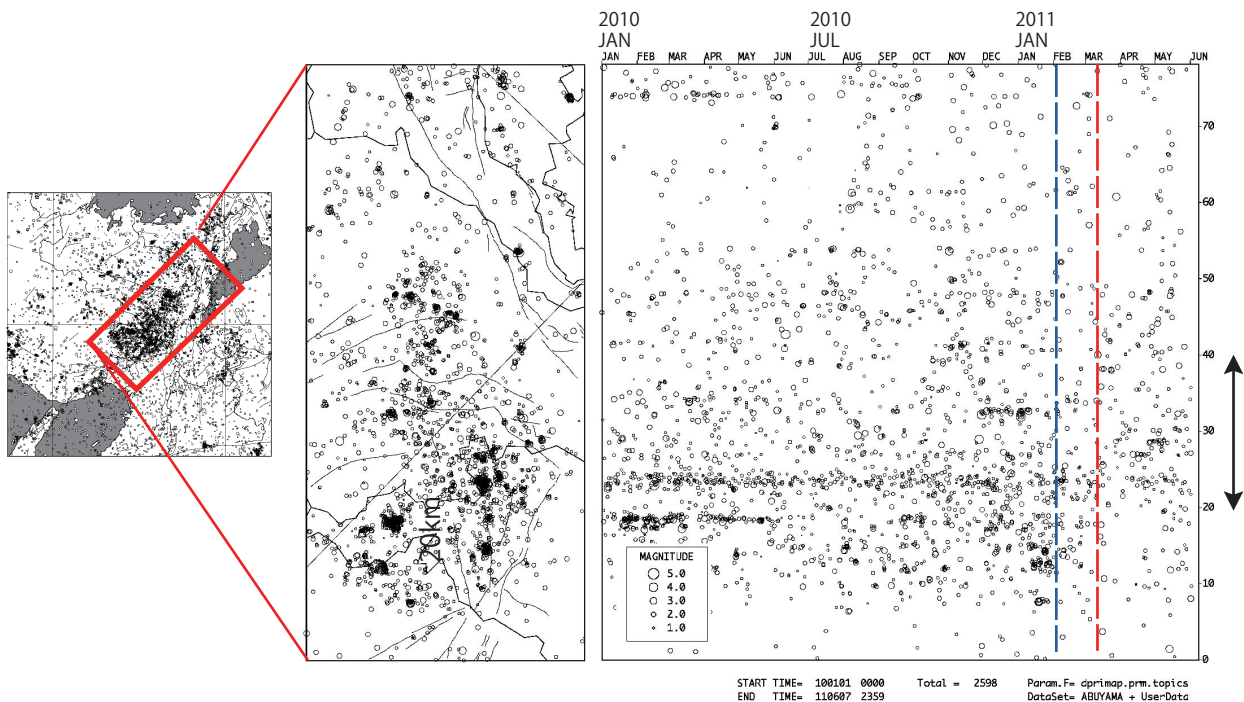 2010 2010 2011
JAN JUL JAN
JAN FEB MAR APR MAY JUN JUL AUG SEP OCT NOV DEC JAN FEB MAR APR MAY JUN
70
60
50
40
30
20
10
0
20km
MAGNITUDE
5.0
4.0
3.0
2.0
1.0
START TIME= 100101 0000 Total = 2598 Param.F= dprimap.prm.topics
END TIME= 110607 2359 DataSet= ABUYAMA + UserData